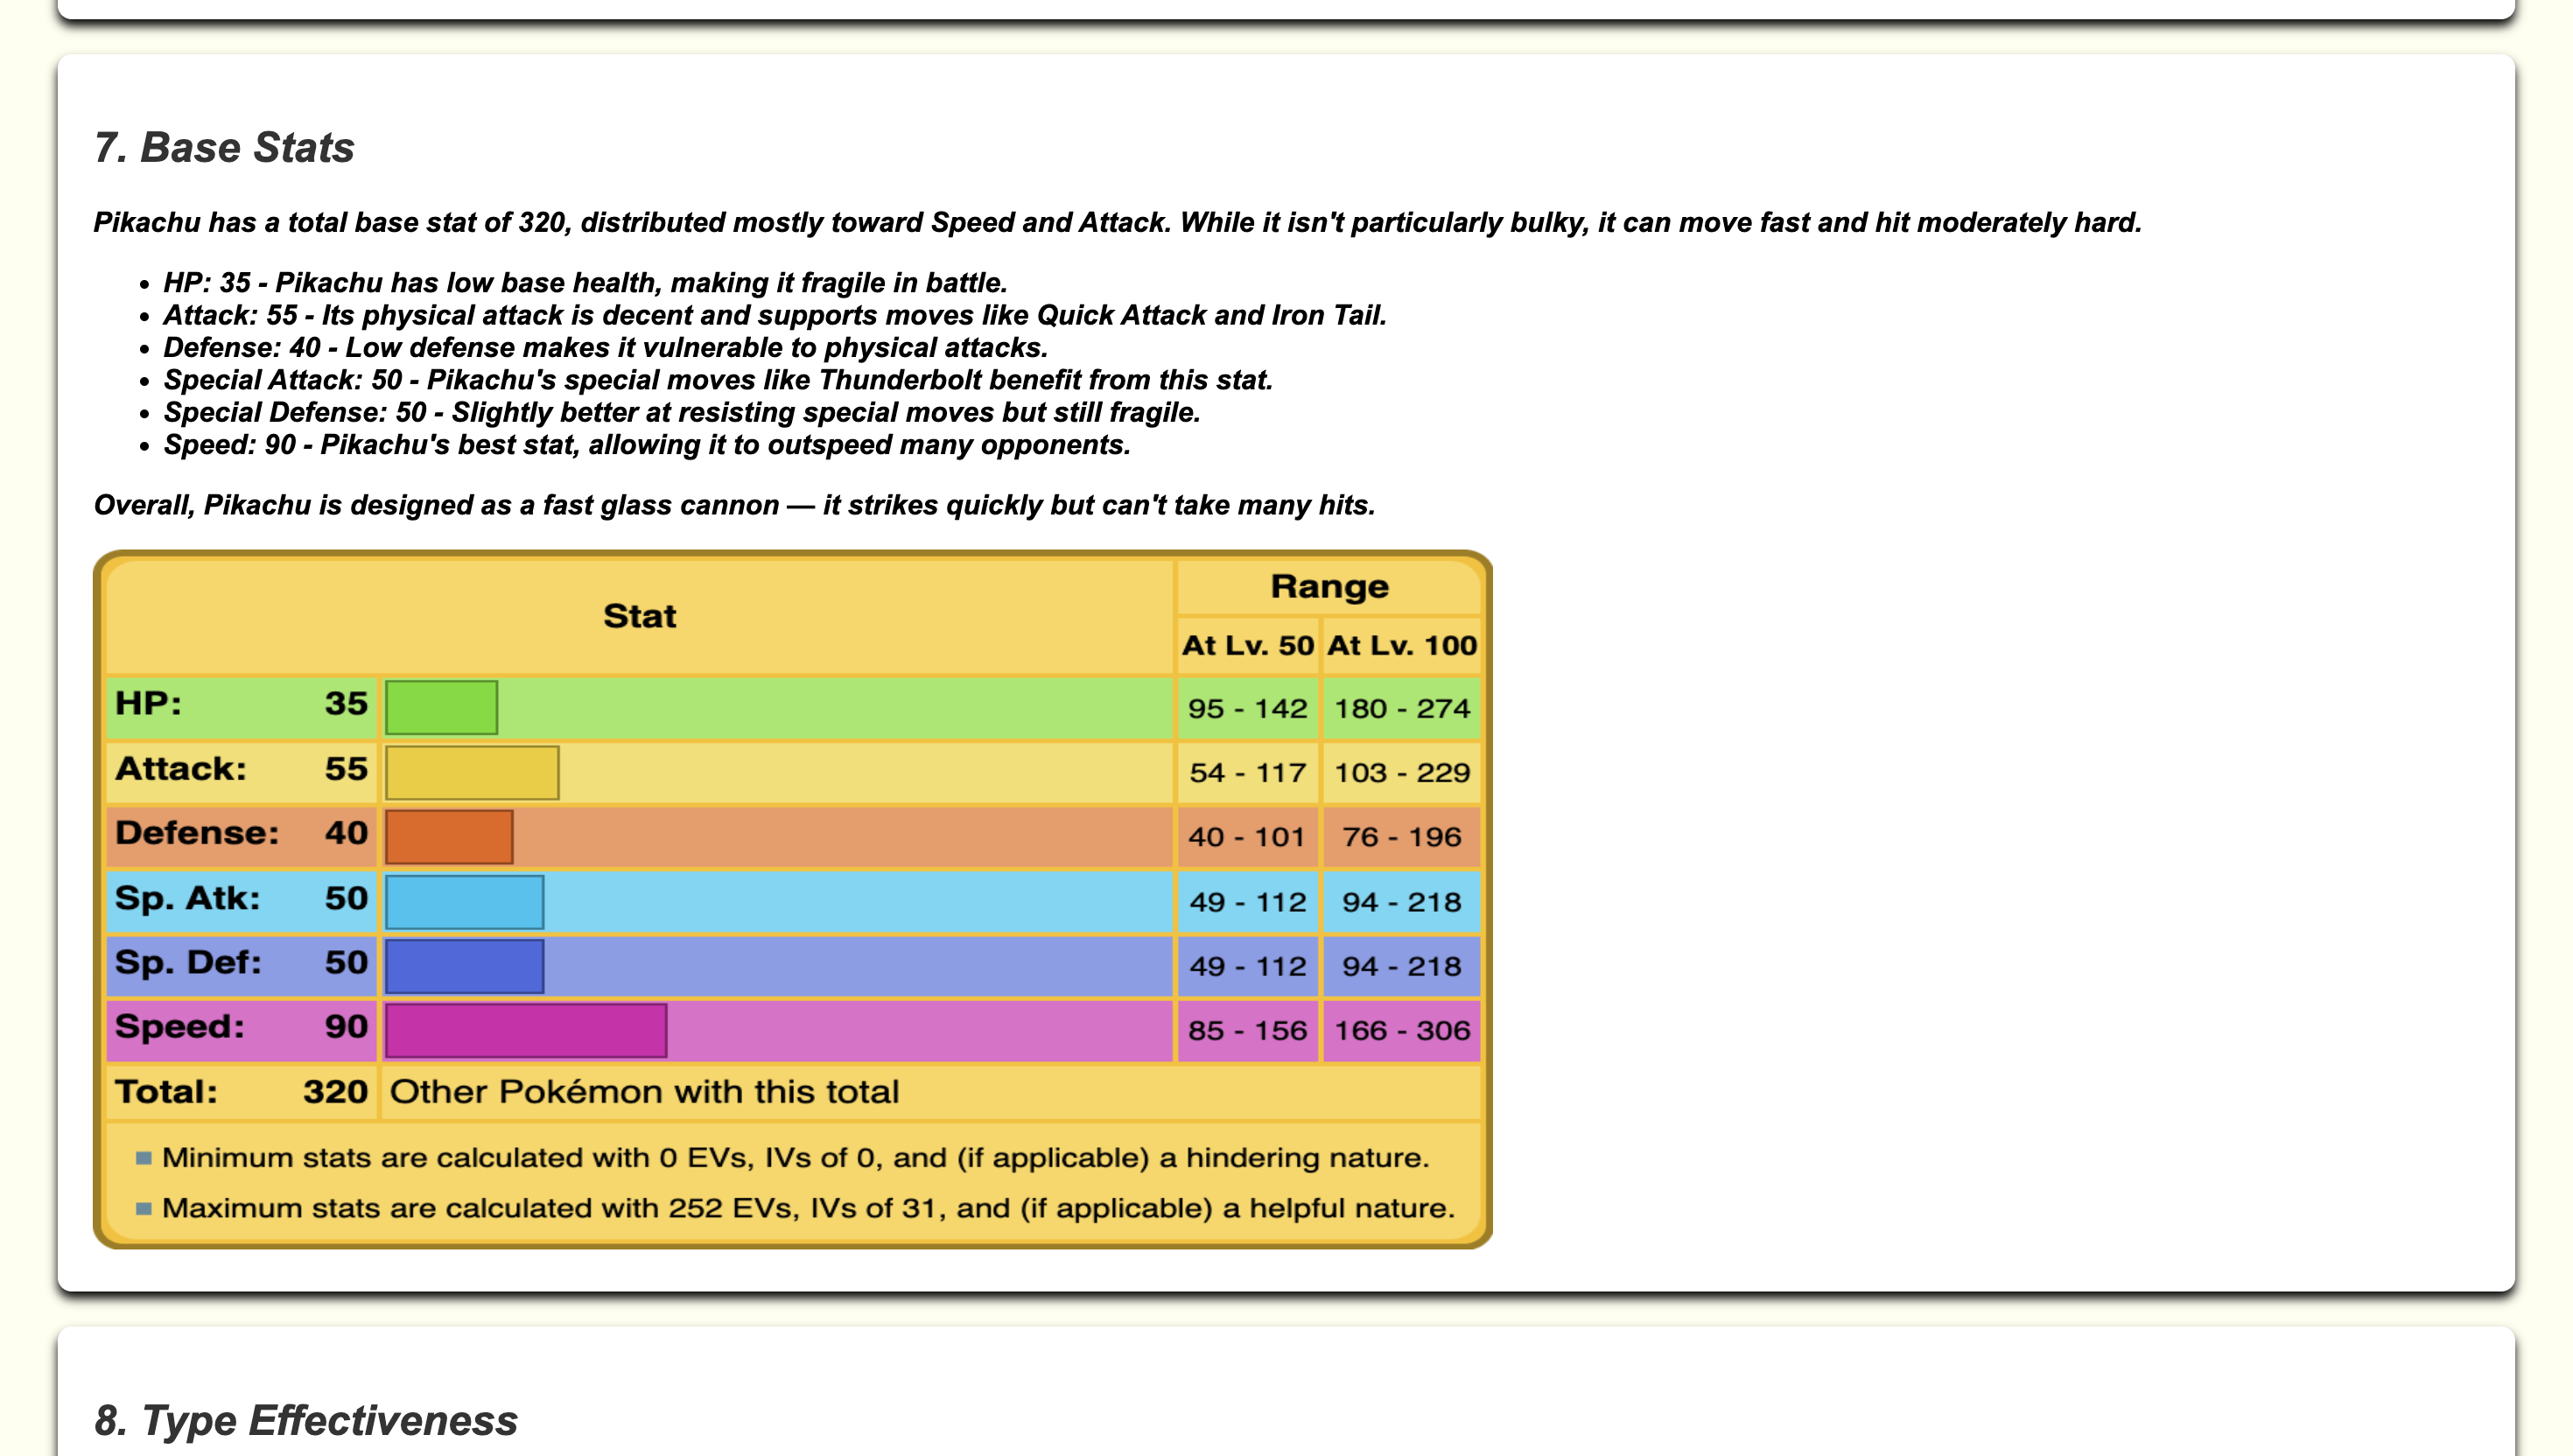 7. Base Stats
Pikachu has a total base stat of 320, distributed mostly toward Speed and Attack. While it isn't particularly bulky, it can move fast and hit moderately hard.
• HP: 35 - Pikachu has low base health, making it fragile in battle.
• Attack: 55 - Its physical attack is decent and supports moves like Quick Attack and Iron Tail.
• Defense: 40 - Low defense makes it vulnerable to physical attacks.
• Special Attack: 50 - Pikachu's special moves like Thunderbolt benefit from this stat.
• Special Defense: 50 - Slightly better at resisting special moves but still fragile.
• Speed: 90 - Pikachu's best stat, allowing it to outspeed many opponents.
Overall, Pikachu is designed as a fast glass cannon — it strikes quickly but can't take many hits.
Stat Range
At Lv. 50 At Lv. 100
HP: 35 95 - 142 180 - 274
Attack: 55 54 - 117 103 - 229
Defense: 40 40 - 101 76 - 196
Sp. Atk: 50 49 - 112 94 - 218
Sp. Def: 50 49 - 112 94 - 218
Speed: 90 85 - 156 166 - 306
Total: 320 Other Pokémon with this total
Minimum stats are calculated with 0 EVs, IVs of 0, and (if applicable) a hindering nature.
Maximum stats are calculated with 252 EVs, IVs of 31, and (if applicable) a helpful nature.
8. Type Effectiveness